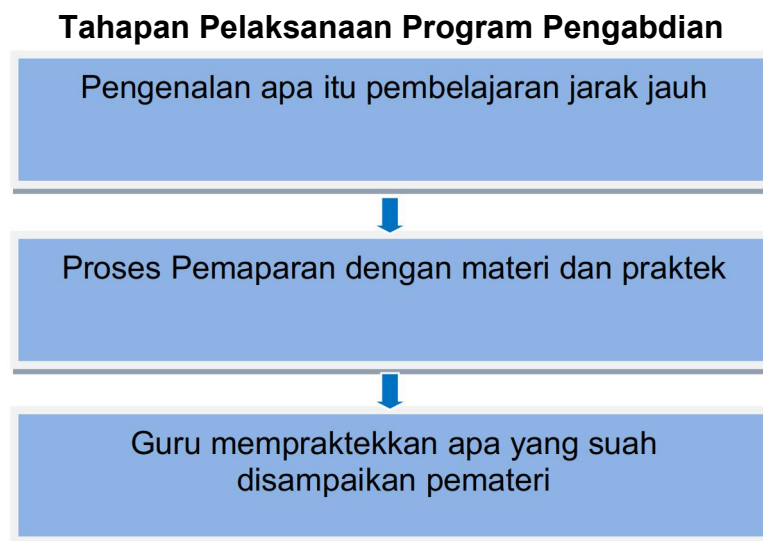 Tahapan Pelaksanaan Program Pengabdian
Pengenalan apa itu pembelajaran jarak jauh
Proses Pemaparan dengan materi dan praktek
Guru mempraktekkan apa yang suah
disampaikan pemateri